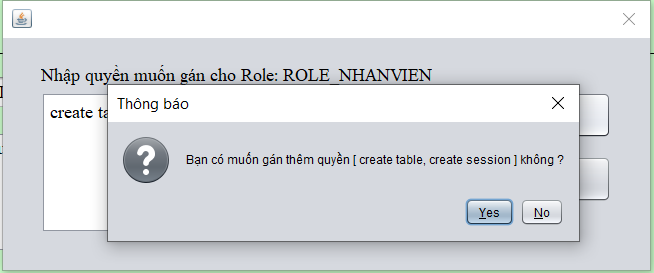 Nhập quyền muốn gán cho Role: ROLE_NHANVIEN
create ta
Thông báo
Bạn có muốn gán thêm quyền [ create table, create session ] không ?
Yes
No